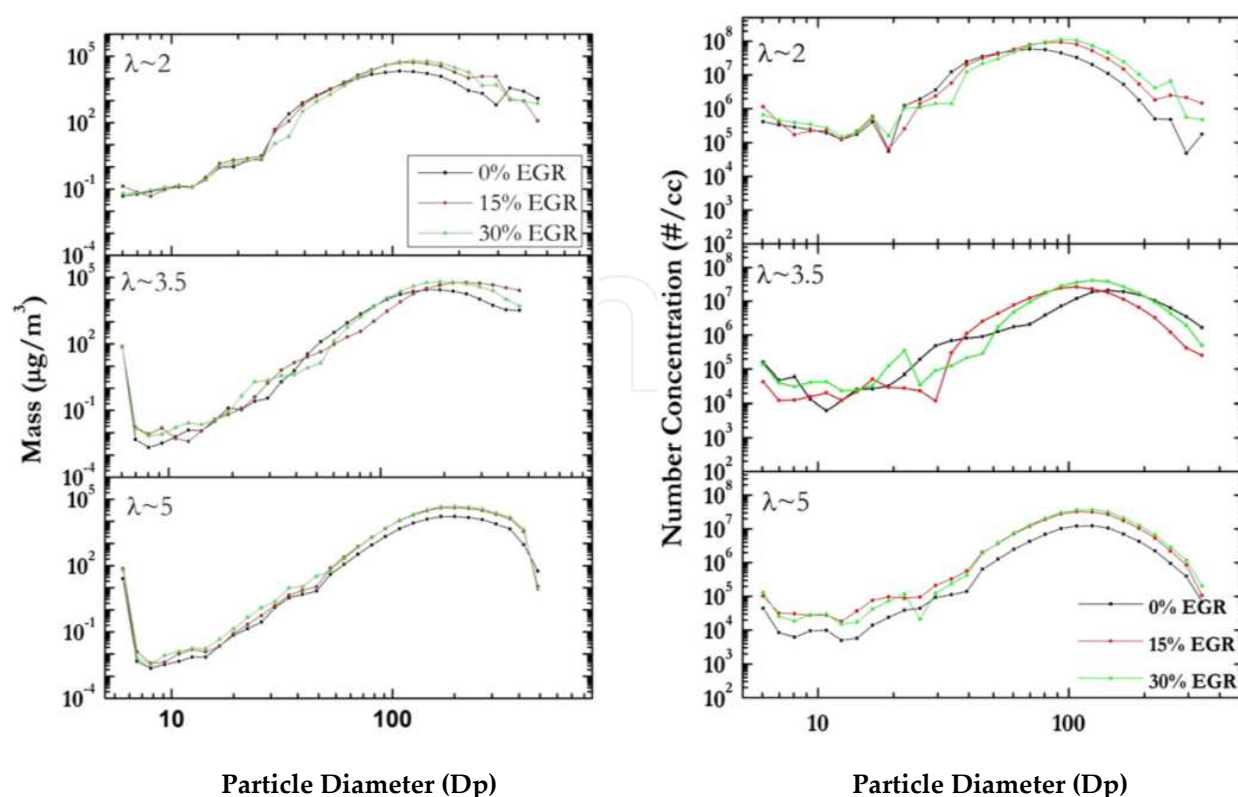 Mass (μg/m³)
λ~2
10⁵
10²
10⁻¹
10⁻⁴
0% EGR
15% EGR
30% EGR
λ~3.5
10⁵
10²
10⁻¹
10⁻⁴
λ~5
10⁵
10²
10⁻¹
10⁻⁴
10 100
Particle Diameter (Dp)
Number Concentration (#/cc)
λ~2
10⁸
10⁷
10⁶
10⁵
10⁴
10³
10²
λ~3.5
10⁸
10⁷
10⁶
10⁵
10⁴
10³
10²
λ~5
10⁸
10⁷
10⁶
10⁵
10⁴
10³
10²
0% EGR
15% EGR
30% EGR
10 100
Particle Diameter (Dp)